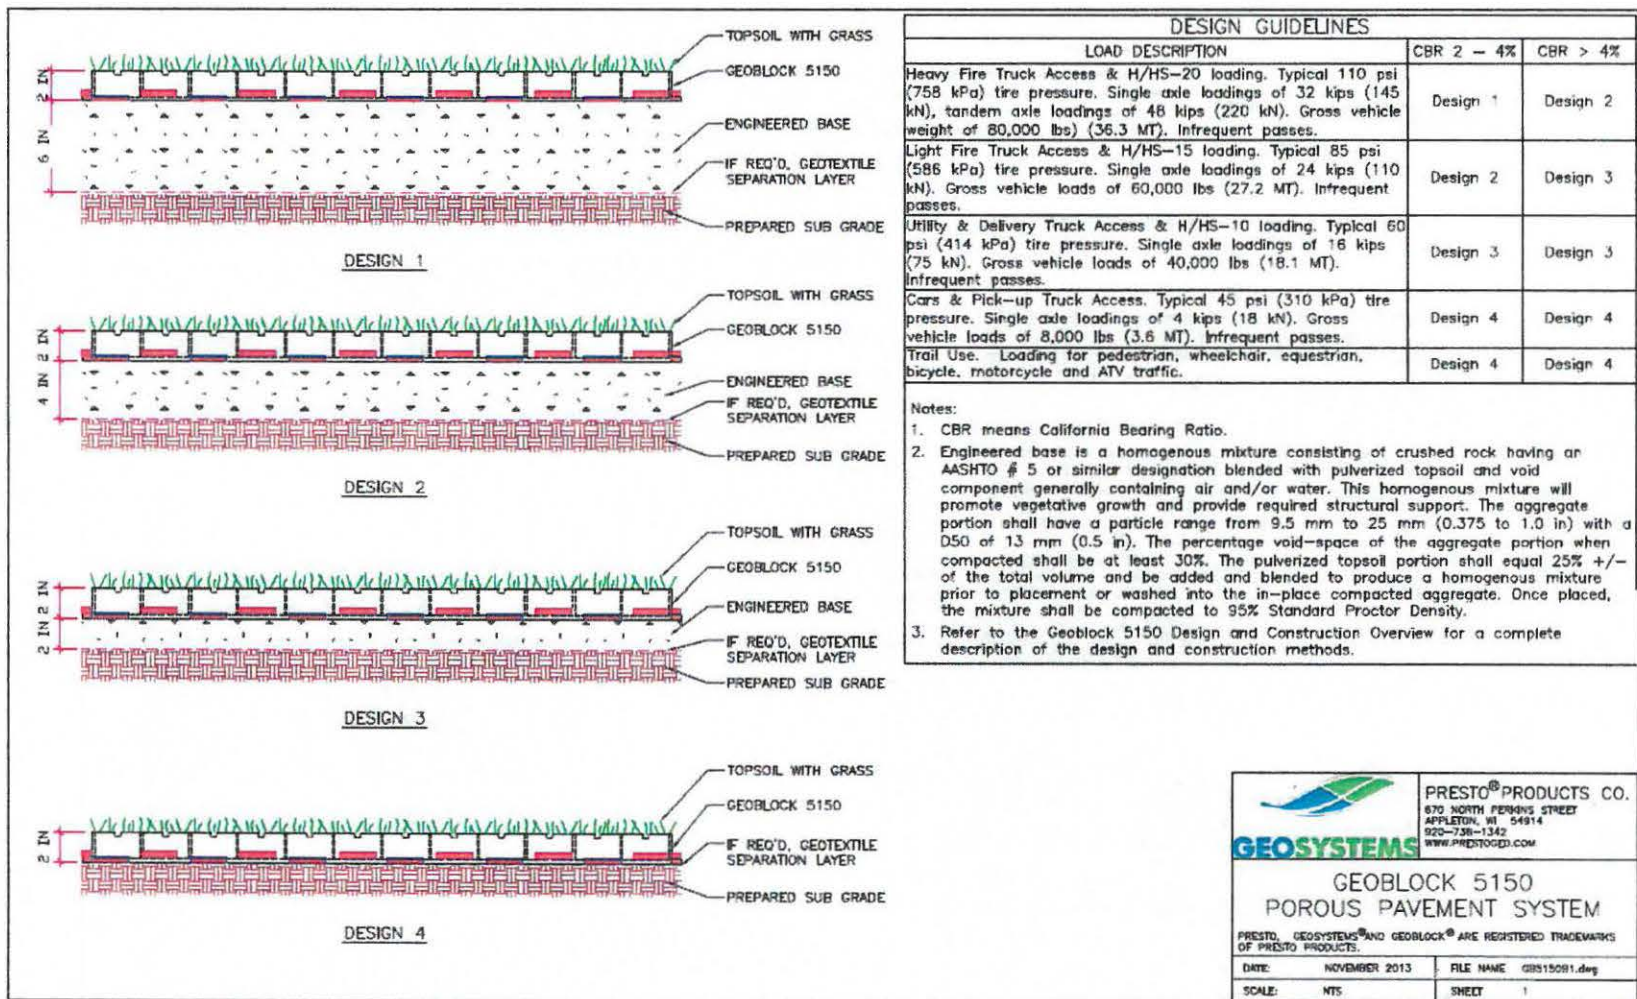 TOPSOIL WITH GRASS
GEOBLOCK 5150
ENGINEERED BASE
IF REQ'D, GEOTEXTILE
SEPARATION LAYER
PREPARED SUB GRADE
2 IN
6 IN
DESIGN 1
TOPSOIL WITH GRASS
GEOBLOCK 5150
ENGINEERED BASE
IF REQ'D, GEOTEXTILE
SEPARATION LAYER
PREPARED SUB GRADE
2 IN
4 IN
DESIGN 2
TOPSOIL WITH GRASS
GEOBLOCK 5150
ENGINEERED BASE
IF REQ'D, GEOTEXTILE
SEPARATION LAYER
PREPARED SUB GRADE
2 IN
2 IN
DESIGN 3
TOPSOIL WITH GRASS
GEOBLOCK 5150
IF REQ'D, GEOTEXTILE
SEPARATION LAYER
PREPARED SUB GRADE
2 IN
DESIGN 4
DESIGN GUIDELINES
LOAD DESCRIPTION CBR 2 – 4% CBR > 4%
Heavy Fire Truck Access & H/HS–20 loading. Typical 110 psi
(758 kPa) tire pressure. Single axle loadings of 32 kips (145
kN), tandem axle loadings of 48 kips (220 kN). Gross vehicle
weight of 80,000 lbs) (36.3 MT). Infrequent passes.
Design 1 Design 2
Light Fire Truck Access & H/HS–15 loading. Typical 85 psi
(586 kPa) tire pressure. Single axle loadings of 24 kips (110
kN). Gross vehicle loads of 60,000 lbs (27.2 MT). Infrequent
passes.
Design 2 Design 3
Utility & Delivery Truck Access & H/HS–10 loading. Typical 60
psi (414 kPa) tire pressure. Single axle loadings of 16 kips
(75 kN). Gross vehicle loads of 40,000 lbs (18.1 MT).
Infrequent passes.
Design 3 Design 3
Cars & Pick–up Truck Access. Typical 45 psi (310 kPa) tire
pressure. Single axle loadings of 4 kips (18 kN). Gross
vehicle loads of 8,000 lbs (3.6 MT). Infrequent passes.
Design 4 Design 4
Trail Use. Loading for pedestrian, wheelchair, equestrian,
bicycle, motorcycle and ATV traffic.
Design 4 Design 4
Notes:
1. CBR means California Bearing Ratio.
2. Engineered base is a homogenous mixture consisting of crushed rock having an
AASHTO # 5 or similar designation blended with pulverized topsoil and void
component generally containing air and/or water. This homogenous mixture will
promote vegetative growth and provide required structural support. The aggregate
portion shall have a particle range from 9.5 mm to 25 mm (0.375 to 1.0 in) with a
D50 of 13 mm (0.5 in). The percentage void–space of the aggregate portion when
compacted shall be at least 30%. The pulverized topsoil portion shall equal 25% +/–
of the total volume and be added and blended to produce a homogenous mixture
prior to placement or washed into the in–place compacted aggregate. Once placed,
the mixture shall be compacted to 95% Standard Proctor Density.
3. Refer to the Geoblock 5150 Design and Construction Overview for a complete
description of the design and construction methods.
GEOSYSTEMS
PRESTO® PRODUCTS CO.
670 NORTH PERKINS STREET
APPLETON, WI 54914
920–738–1342
WWW.PRESTOGEO.COM
GEOBLOCK 5150
POROUS PAVEMENT SYSTEM
PRESTO, GEOSYSTEMS® AND GEOBLOCK® ARE REGISTERED TRADEMARKS
OF PRESTO PRODUCTS.
DATE: NOVEMBER 2013 FILE NAME GB515091.dwg
SCALE: NTS SHEET 1